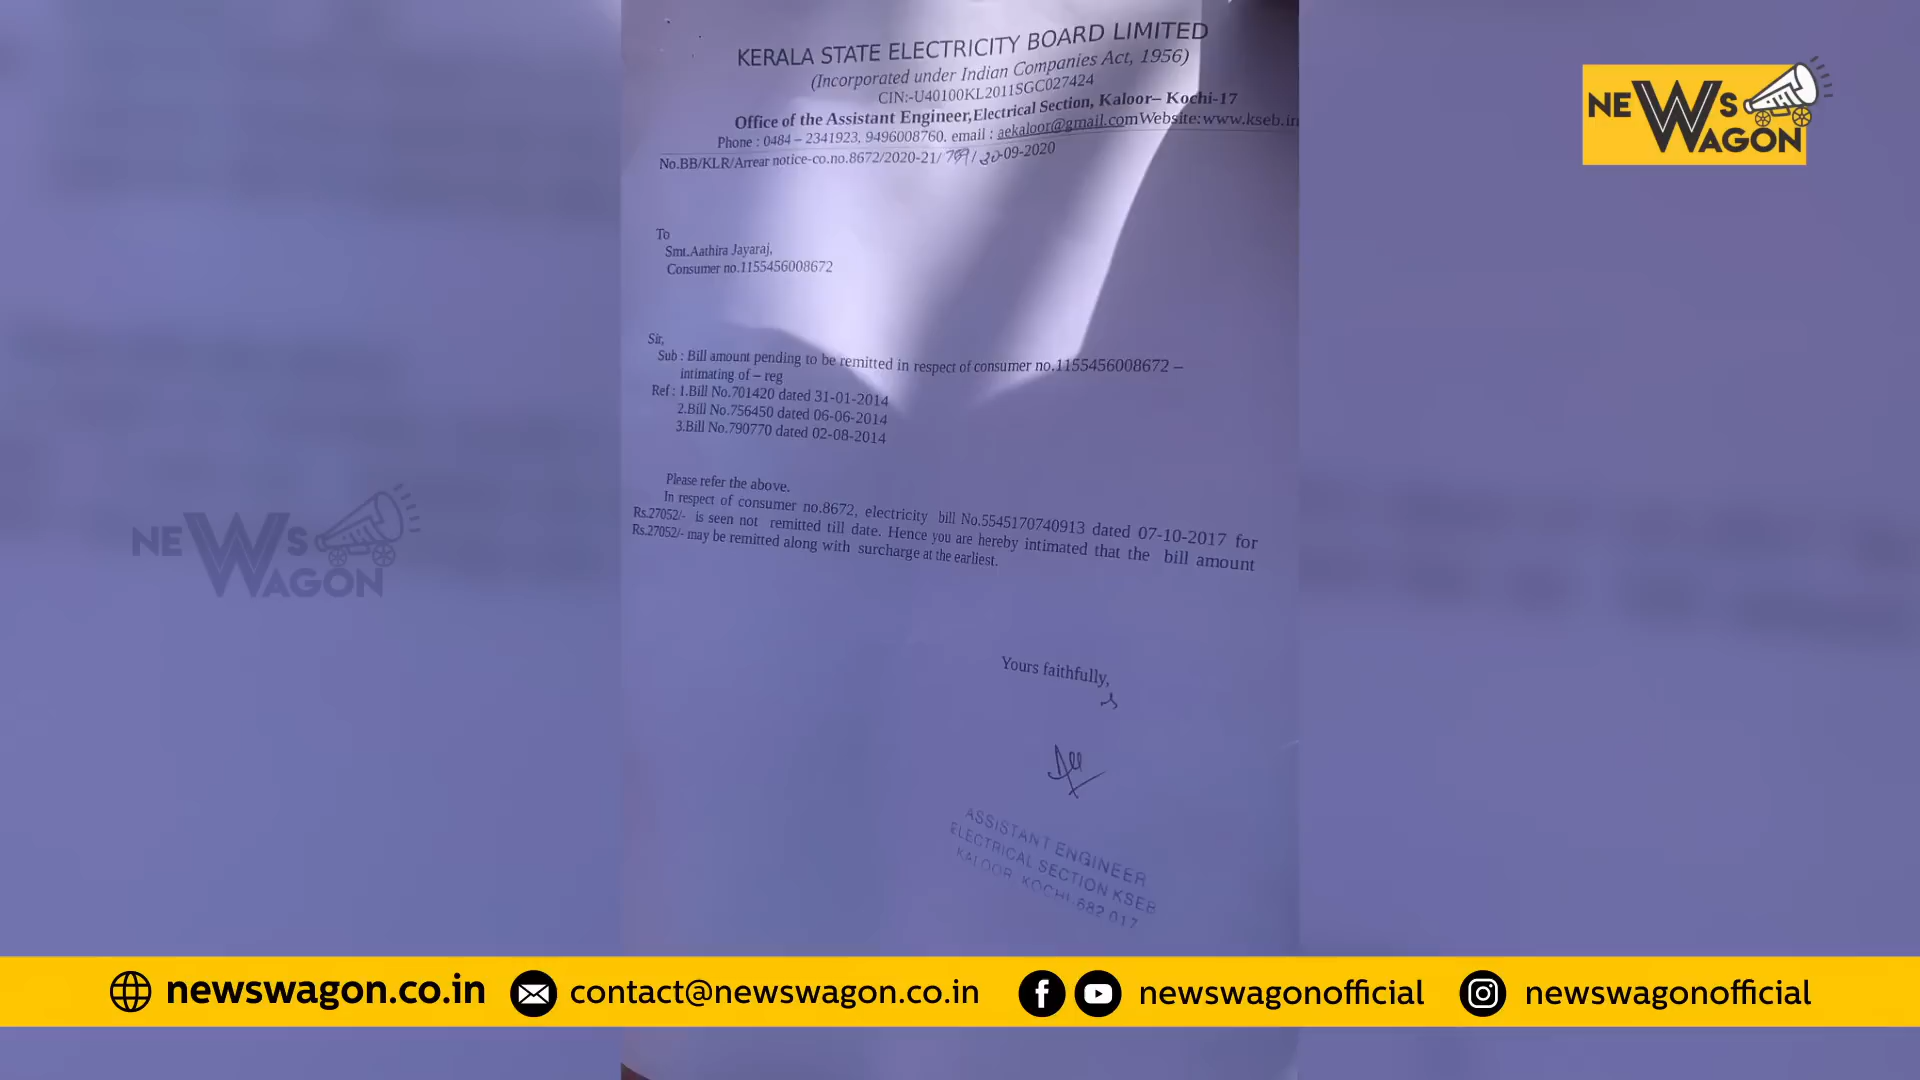 KERALA STATE ELECTRICITY BOARD LIMITED
(Incorporated under Indian Companies Act, 1956)
CIN:-U40100KL2011SGC027424
Office of the Assistant Engineer,Electrical Section, Kaloor– Kochi-17
Phone : 0484 – 2341923, 9496008760. email : aekaloor@gmail.comWebsite:www.kseb.in
No.BB/KLR/Arrear notice-co.no.8672/2020-21/ /30-09-2020
To
Smt.Aathira Jayaraj,
Consumer no.1155456008672
Sir,
Sub : Bill amount pending to be remitted in respect of consumer no.1155456008672 –
intimating of – reg
Ref : 1.Bill No.701420 dated 31-01-2014
2.Bill No.756450 dated 06-06-2014
3.Bill No.790770 dated 02-08-2014
Please refer the above.
In respect of consumer no.8672, electricity bill No.5545170740913 dated 07-10-2017 for
Rs.27052/- is seen not remitted till date. Hence you are hereby intimated that the bill amount
Rs.27052/- may be remitted along with surcharge at the earliest.
Yours faithfully,
ASSISTANT ENGINEER
ELECTRICAL SECTION KSEB
KALOOR KOCHI-682 017
NEWS
WAGON
NEWS
WAGON
newswagon.co.in contact@newswagon.co.in newswagonofficial newswagonofficial